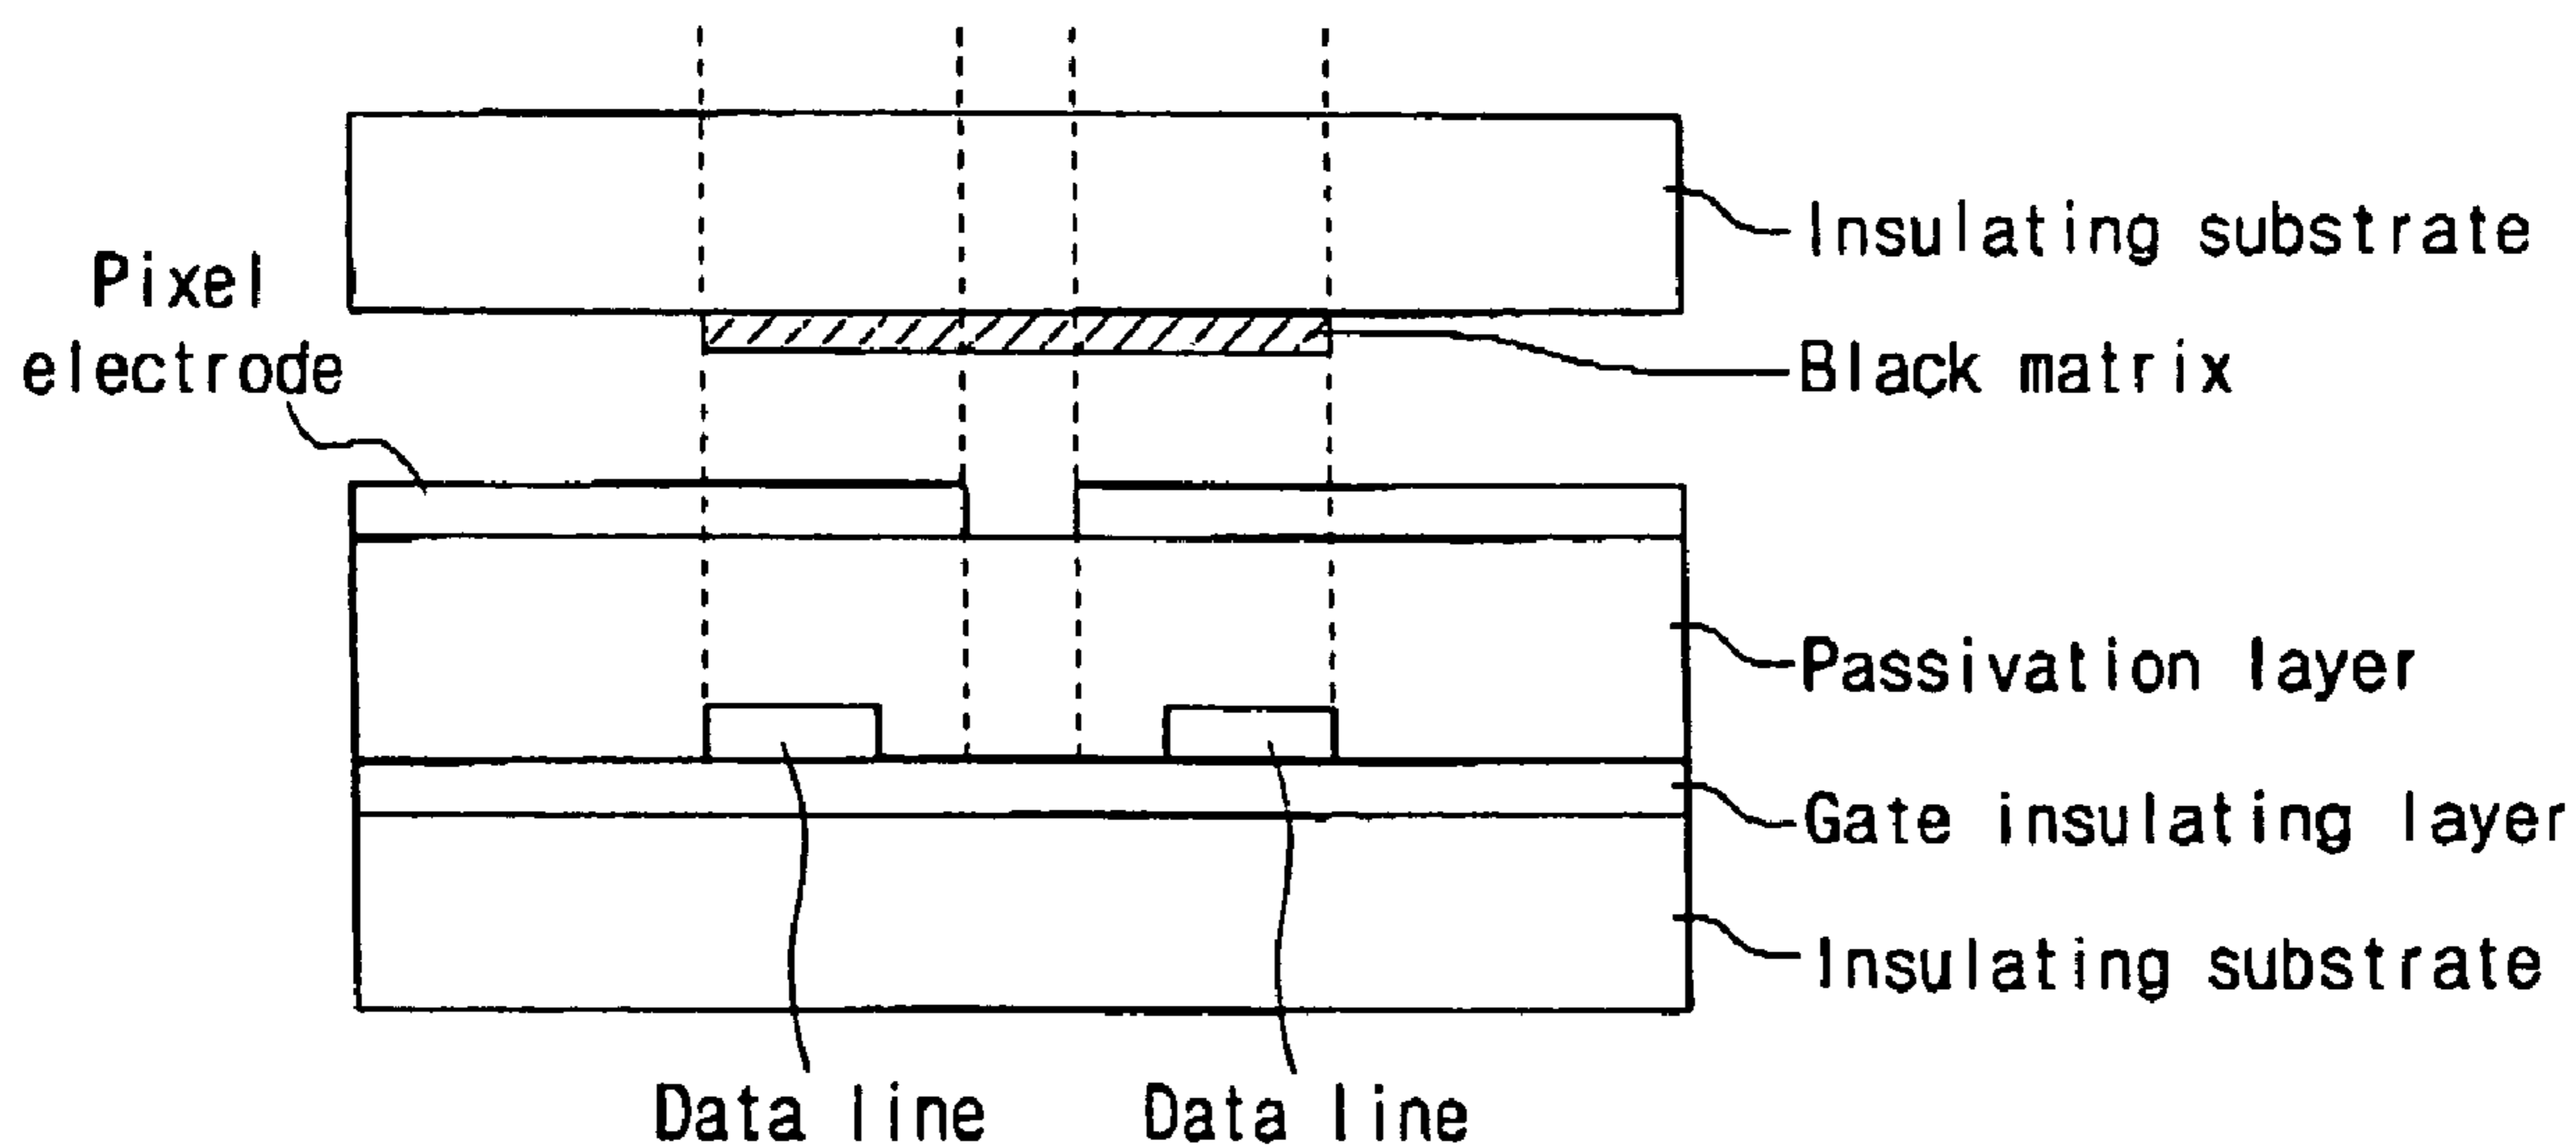 Insulating substrate
Pixel
electrode
Black matrix
Passivation layer
Gate insulating layer
Insulating substrate
Data line
Data line